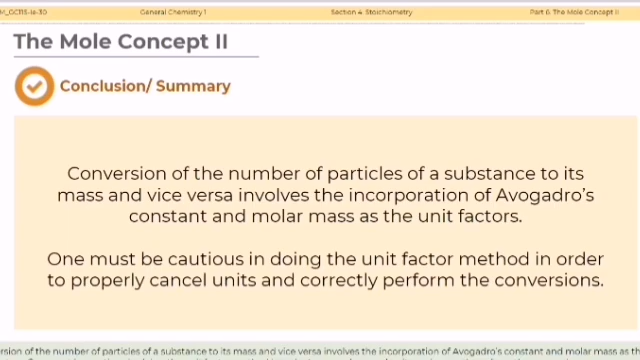 M_GC115-le-30 General Chemistry 1 Section 4: Stoichiometry Part 6: The Mole Concept II
The Mole Concept II
Conclusion/ Summary
Conversion of the number of particles of a substance to its
mass and vice versa involves the incorporation of Avogadro's
constant and molar mass as the unit factors.
One must be cautious in doing the unit factor method in order
to properly cancel units and correctly perform the conversions.
rsion of the number of particles of a substance to its mass and vice versa involves the incorporation of Avogadro's constant and molar mass as th